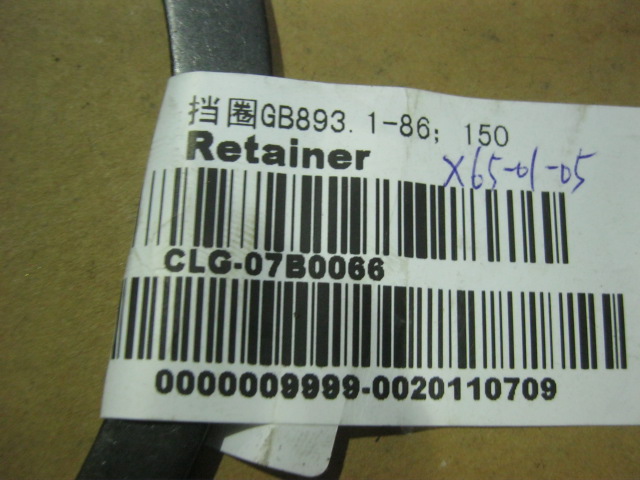 挡圈GB893.1-86; 150
Retainer
X65-01-05
CLG-07B0066
0000009999-0020110709